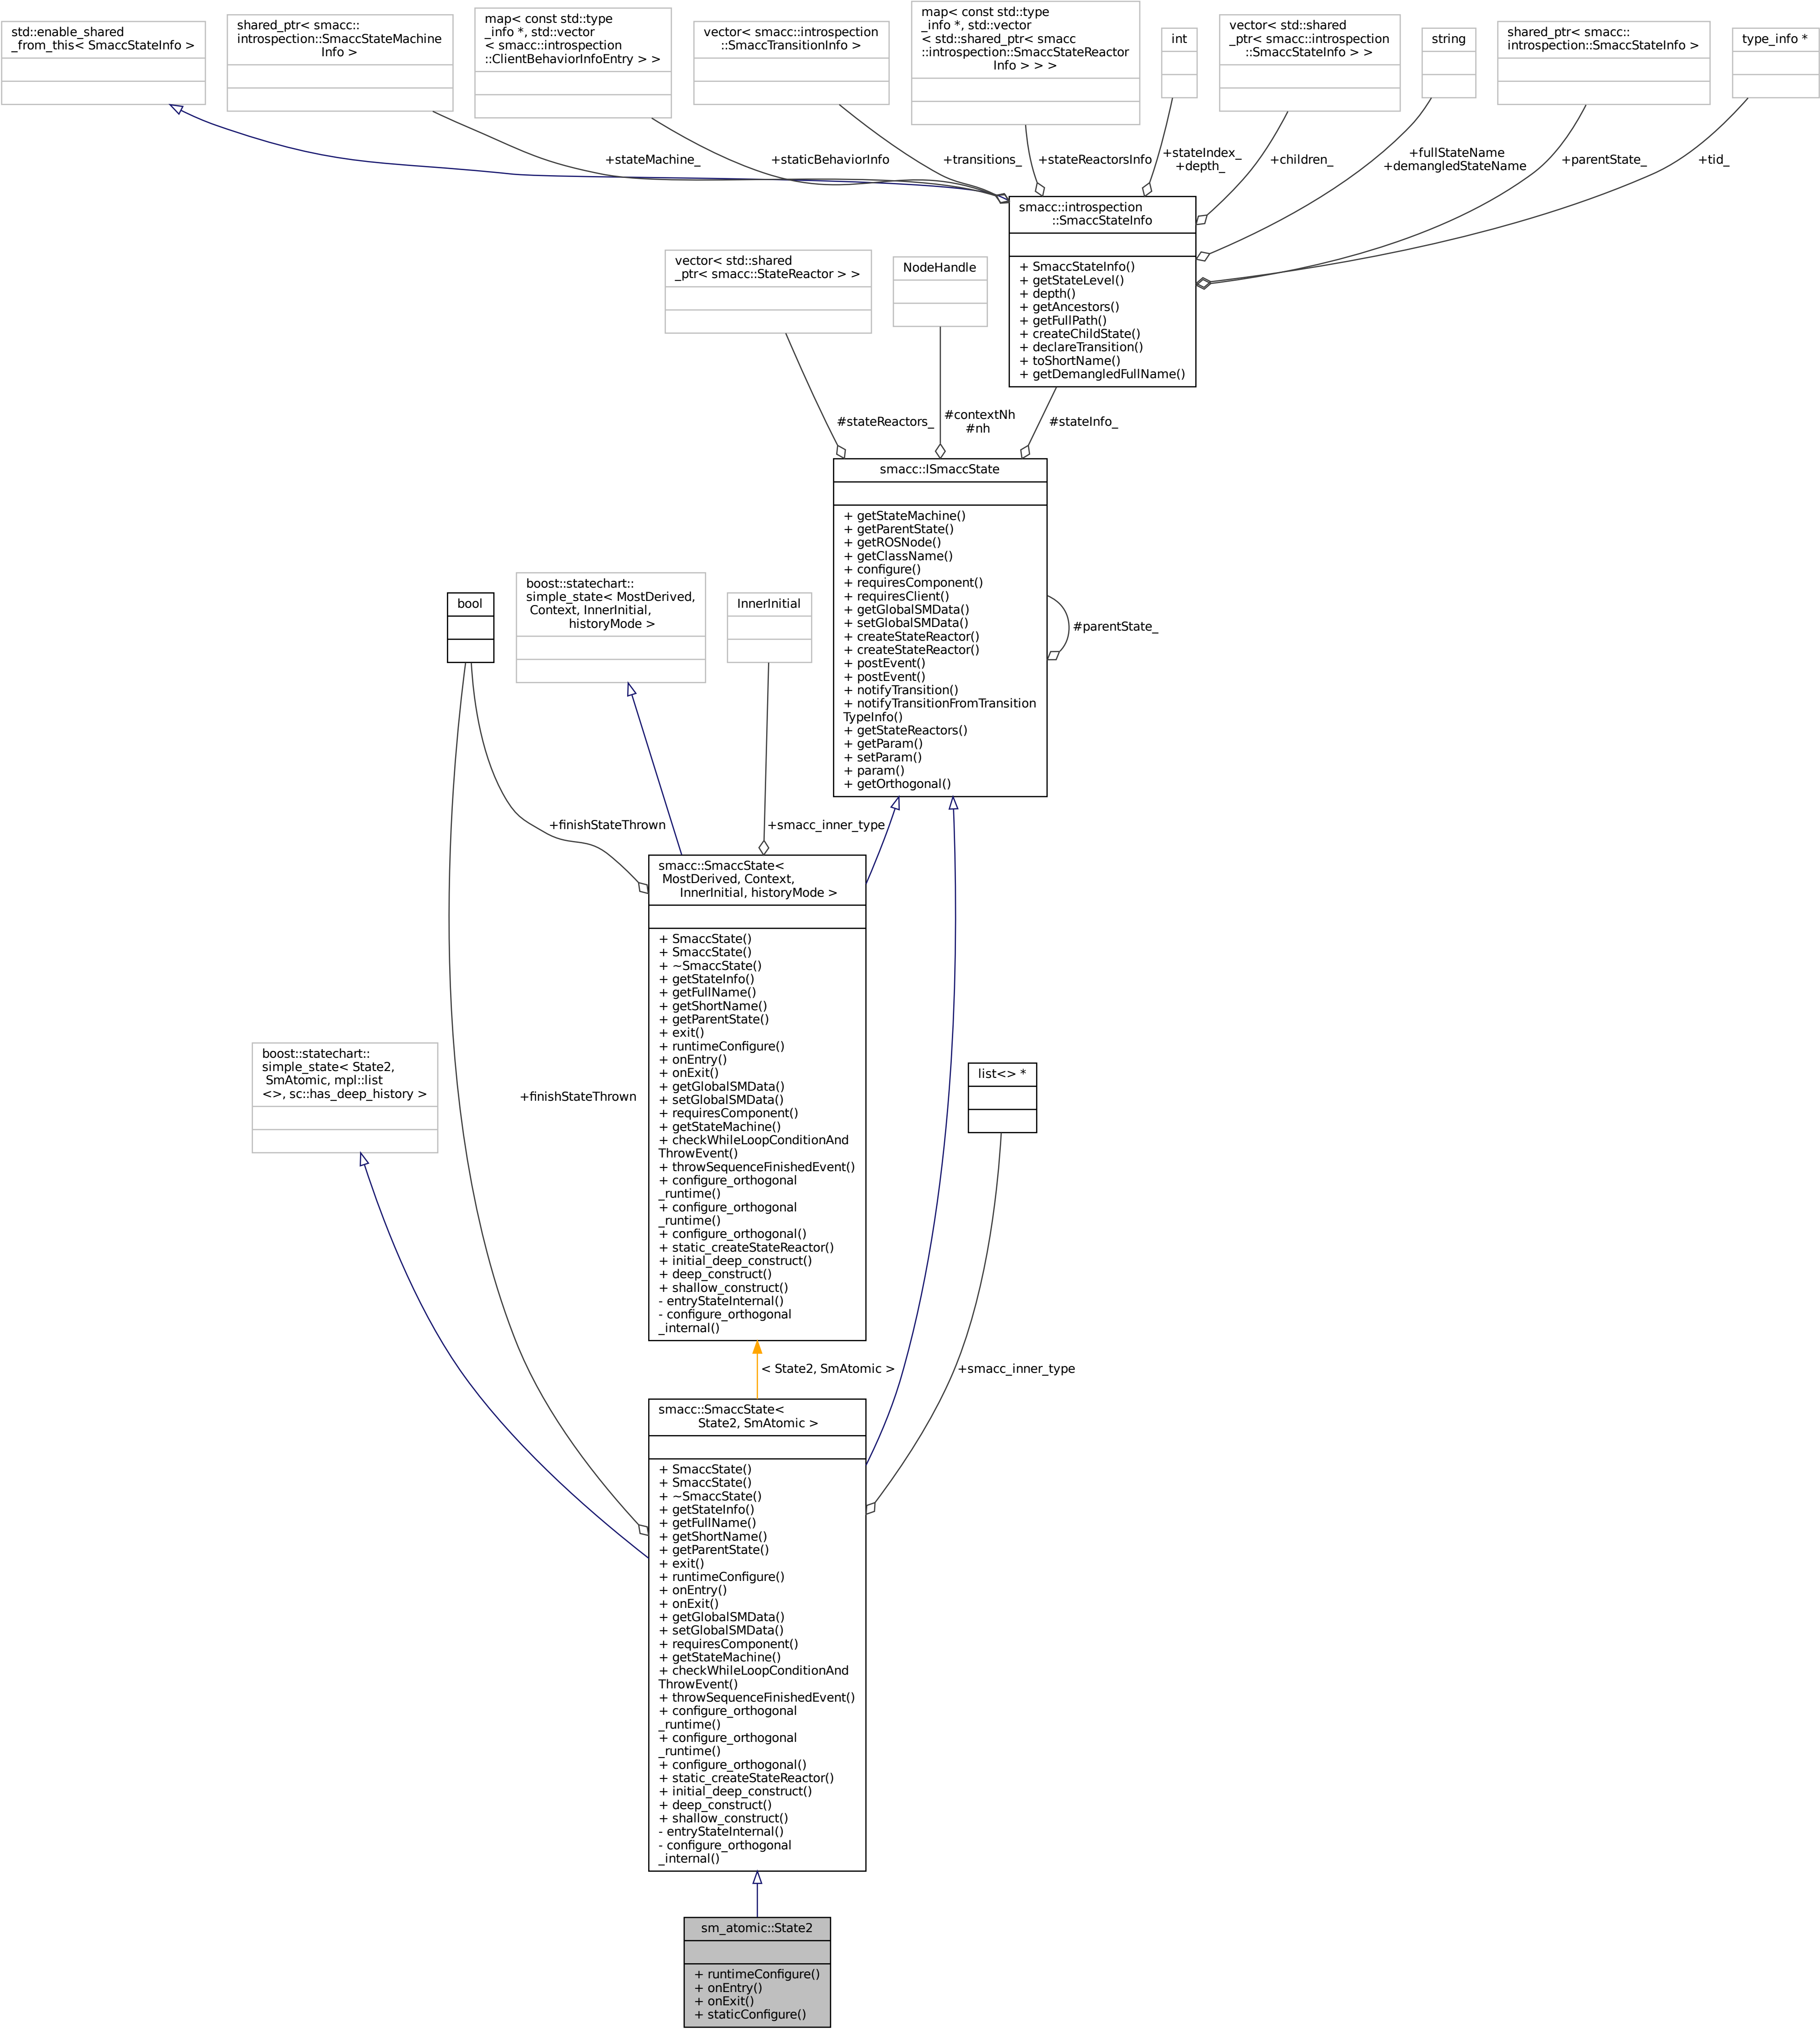 std::enable_shared
_from_this< SmaccStateInfo >
shared_ptr< smacc::
introspection::SmaccStateMachine
Info >
map< const std::type
_info *, std::vector
< smacc::introspection
::ClientBehaviorInfoEntry > >
vector< smacc::introspection
::SmaccTransitionInfo >
map< const std::type
_info *, std::vector
< std::shared_ptr< smacc
::introspection::SmaccStateReactor
Info > > >
int
vector< std::shared
_ptr< smacc::introspection
::SmaccStateInfo > >
string
shared_ptr< smacc::
introspection::SmaccStateInfo >
type_info *
+stateMachine_
+staticBehaviorInfo
+transitions_
+stateReactorsInfo
+stateIndex_
+depth_
+children_
+fullStateName
+demangledStateName
+parentState_
+tid_
smacc::introspection
::SmaccStateInfo
+ SmaccStateInfo()
+ getStateLevel()
+ depth()
+ getAncestors()
+ getFullPath()
+ createChildState()
+ declareTransition()
+ toShortName()
+ getDemangledFullName()
vector< std::shared
_ptr< smacc::StateReactor > >
NodeHandle
#stateReactors_
#contextNh
#nh
#stateInfo_
smacc::ISmaccState
+ getStateMachine()
+ getParentState()
+ getROSNode()
+ getClassName()
+ configure()
+ requiresComponent()
+ requiresClient()
+ getGlobalSMData()
+ setGlobalSMData()
+ createStateReactor()
+ createStateReactor()
+ postEvent()
+ postEvent()
+ notifyTransition()
+ notifyTransitionFromTransition
TypeInfo()
+ getStateReactors()
+ getParam()
+ setParam()
+ param()
+ getOrthogonal()
#parentState_
bool
boost::statechart::
simple_state< MostDerived,
Context, InnerInitial,
historyMode >
InnerInitial
+finishStateThrown
+smacc_inner_type
smacc::SmaccState<
MostDerived, Context,
InnerInitial, historyMode >
+ SmaccState()
+ SmaccState()
+ ~SmaccState()
+ getStateInfo()
+ getFullName()
+ getShortName()
+ getParentState()
+ exit()
+ runtimeConfigure()
+ onEntry()
+ onExit()
+ getGlobalSMData()
+ setGlobalSMData()
+ requiresComponent()
+ getStateMachine()
+ checkWhileLoopConditionAnd
ThrowEvent()
+ throwSequenceFinishedEvent()
+ configure_orthogonal
_runtime()
+ configure_orthogonal
_runtime()
+ configure_orthogonal()
+ static_createStateReactor()
+ initial_deep_construct()
+ deep_construct()
+ shallow_construct()
- entryStateInternal()
- configure_orthogonal
_internal()
boost::statechart::
simple_state< State2,
SmAtomic, mpl::list
<>, sc::has_deep_history >
+finishStateThrown
list<> *
< State2, SmAtomic >
+smacc_inner_type
smacc::SmaccState<
State2, SmAtomic >
+ SmaccState()
+ SmaccState()
+ ~SmaccState()
+ getStateInfo()
+ getFullName()
+ getShortName()
+ getParentState()
+ exit()
+ runtimeConfigure()
+ onEntry()
+ onExit()
+ getGlobalSMData()
+ setGlobalSMData()
+ requiresComponent()
+ getStateMachine()
+ checkWhileLoopConditionAnd
ThrowEvent()
+ throwSequenceFinishedEvent()
+ configure_orthogonal
_runtime()
+ configure_orthogonal
_runtime()
+ configure_orthogonal()
+ static_createStateReactor()
+ initial_deep_construct()
+ deep_construct()
+ shallow_construct()
- entryStateInternal()
- configure_orthogonal
_internal()
sm_atomic::State2
+ runtimeConfigure()
+ onEntry()
+ onExit()
+ staticConfigure()